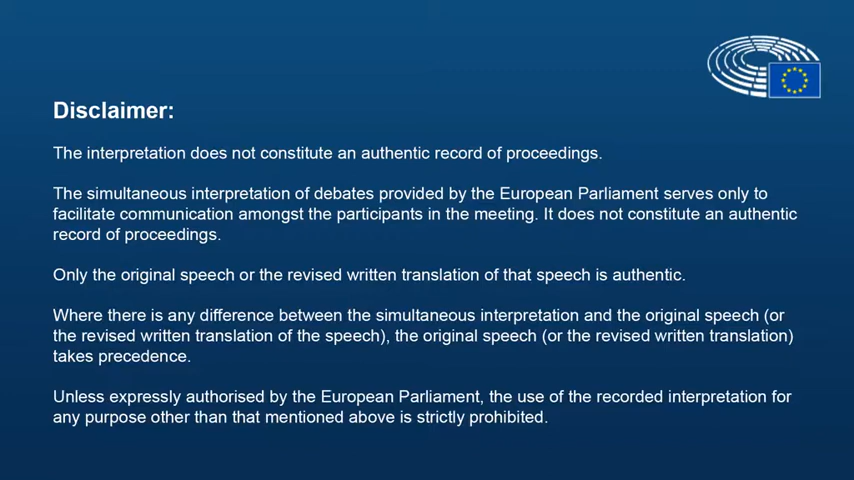 Disclaimer:
The interpretation does not constitute an authentic record of proceedings.
The simultaneous interpretation of debates provided by the European Parliament serves only to
facilitate communication amongst the participants in the meeting. It does not constitute an authentic
record of proceedings.
Only the original speech or the revised written translation of that speech is authentic.
Where there is any difference between the simultaneous interpretation and the original speech (or
the revised written translation of the speech), the original speech (or the revised written translation)
takes precedence.
Unless expressly authorised by the European Parliament, the use of the recorded interpretation for
any purpose other than that mentioned above is strictly prohibited.